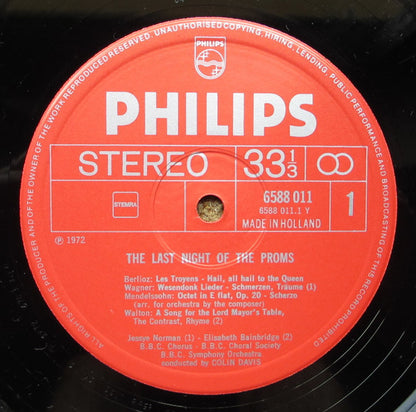 ALL RIGHTS OF THE PRODUCER AND OF THE OWNER OF THE WORK REPRODUCED RESERVED. UNAUTHORISED COPYING, HIRING, LENDING, PUBLIC PERFORMANCE AND BROADCASTING OF THIS RECORD PROHIBITED
PHILIPS
PHILIPS
STEREO 33 1/3
STEMRA
6588 011
6588 011.1 Y
MADE IN HOLLAND
1
℗ 1972
THE LAST NIGHT OF THE PROMS
Berlioz: Les Troyens - Hail, all hail to the Queen
Wagner: Wesendonk Lieder - Schmerzen, Träume (1)
Mendelssohn: Octet in E flat, Op. 20 - Scherzo
(arr. for orchestra by the composer)
Walton: A Song for the Lord Mayor's Table,
The Contrast, Rhyme (2)
Jessye Norman (1) - Elisabeth Bainbridge (2)
B.B.C. Chorus - B.B.C. Choral Society
B.B.C. Symphony Orchestra
conducted by COLIN DAVIS